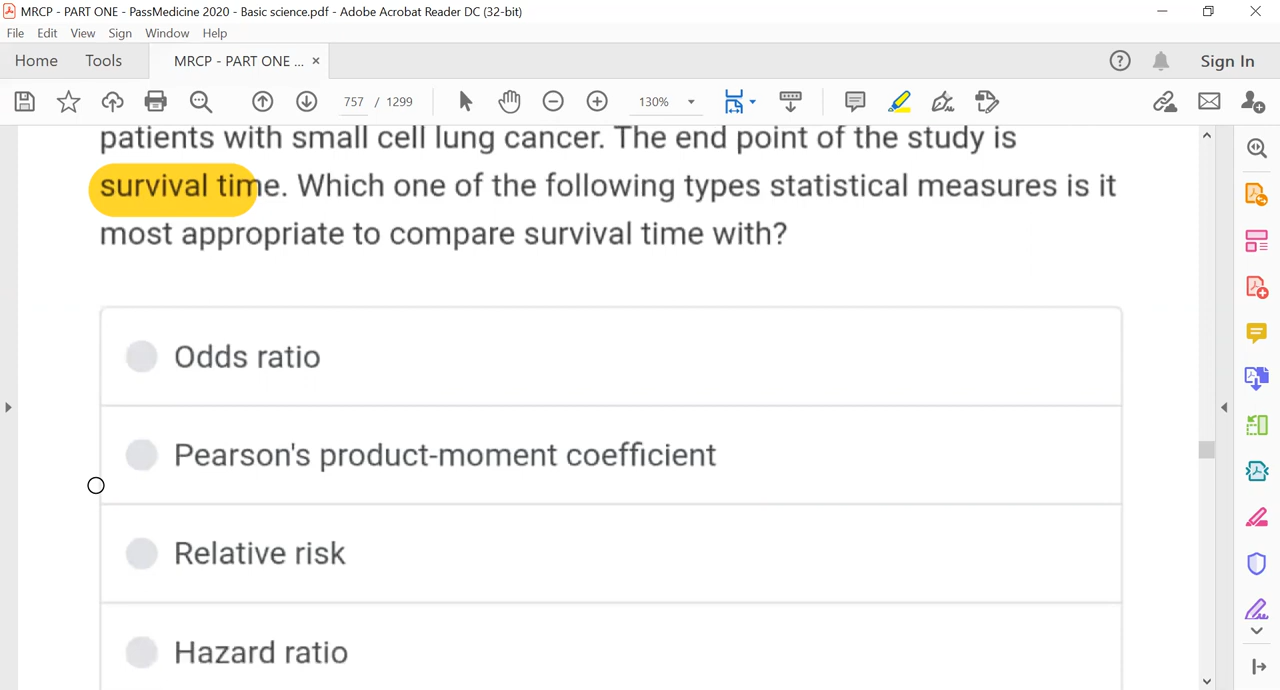 MRCP - PART ONE - PassMedicine 2020 - Basic science.pdf - Adobe Acrobat Reader DC (32-bit)
File Edit View Sign Window Help
Home Tools MRCP - PART ONE ... × Sign In
757 / 1299 130%
patients with small cell lung cancer. The end point of the study is
survival time. Which one of the following types statistical measures is it
most appropriate to compare survival time with?
Odds ratio
Pearson's product-moment coefficient
Relative risk
Hazard ratio